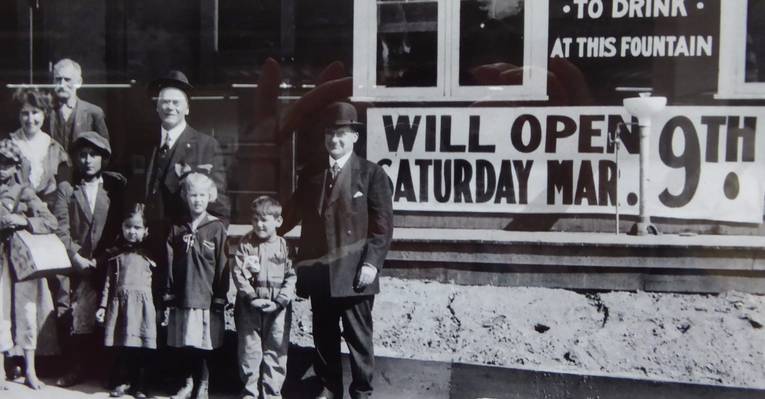 · TO DRINK ·
AT THIS FOUNTAIN
WILL OPEN 9TH
SATURDAY MAR.